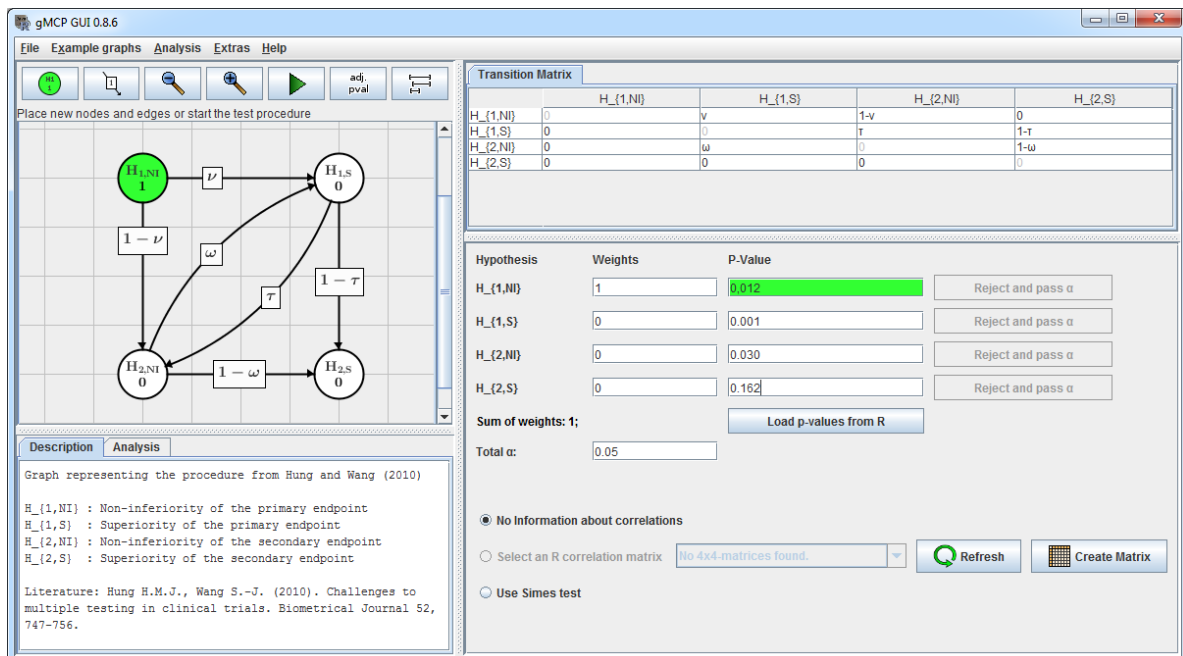 gMCP GUI 0.8.6
File Example graphs Analysis Extras Help
H1
1
1
adj.
pval
Place new nodes and edges or start the test procedure
H1,NI
1
ν
H1,S
0
1 − ν
ω
τ
1 − τ
H2,NI
0
1 − ω
H2,S
0
Description Analysis
Graph representing the procedure from Hung and Wang (2010)
H_{1,NI} : Non-inferiority of the primary endpoint
H_{1,S} : Superiority of the primary endpoint
H_{2,NI} : Non-inferiority of the secondary endpoint
H_{2,S} : Superiority of the secondary endpoint
Literature: Hung H.M.J., Wang S.-J. (2010). Challenges to
multiple testing in clinical trials. Biometrical Journal 52,
747-756.
Transition Matrix
H_{1,NI} H_{1,S} H_{2,NI} H_{2,S}
H_{1,NI} 0 ν 1-ν 0
H_{1,S} 0 0 τ 1-τ
H_{2,NI} 0 ω 0 1-ω
H_{2,S} 0 0 0 0
Hypothesis Weights P-Value
H_{1,NI} 1 0,012 Reject and pass α
H_{1,S} 0 0.001 Reject and pass α
H_{2,NI} 0 0.030 Reject and pass α
H_{2,S} 0 0.162 Reject and pass α
Sum of weights: 1; Load p-values from R
Total α: 0.05
No Information about correlations
Select an R correlation matrix No 4x4-matrices found. Refresh Create Matrix
Use Simes test